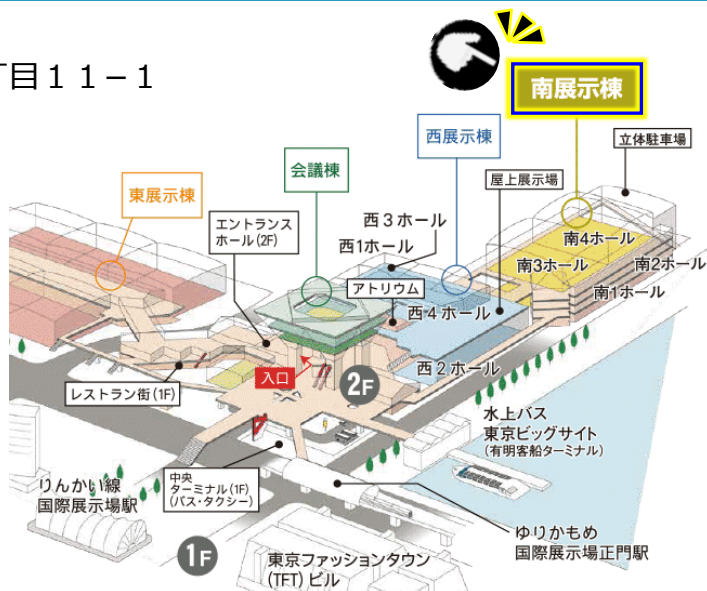 丁目１１－１
南展示棟
西展示棟
立体駐車場
会議棟
東展示棟
屋上展示場
エントランス
ホール(2F)
西3ホール
西1ホール
南4ホール
南3ホール
南2ホール
南1ホール
アトリウム
西4ホール
西2ホール
入口
2F
レストラン街(1F)
水上バス
東京ビッグサイト
(有明客船ターミナル)
中央
ターミナル(1F)
(バス・タクシー)
りんかい線
国際展示場駅
ゆりかもめ
国際展示場正門駅
1F
東京ファッションタウン
(TFT)ビル